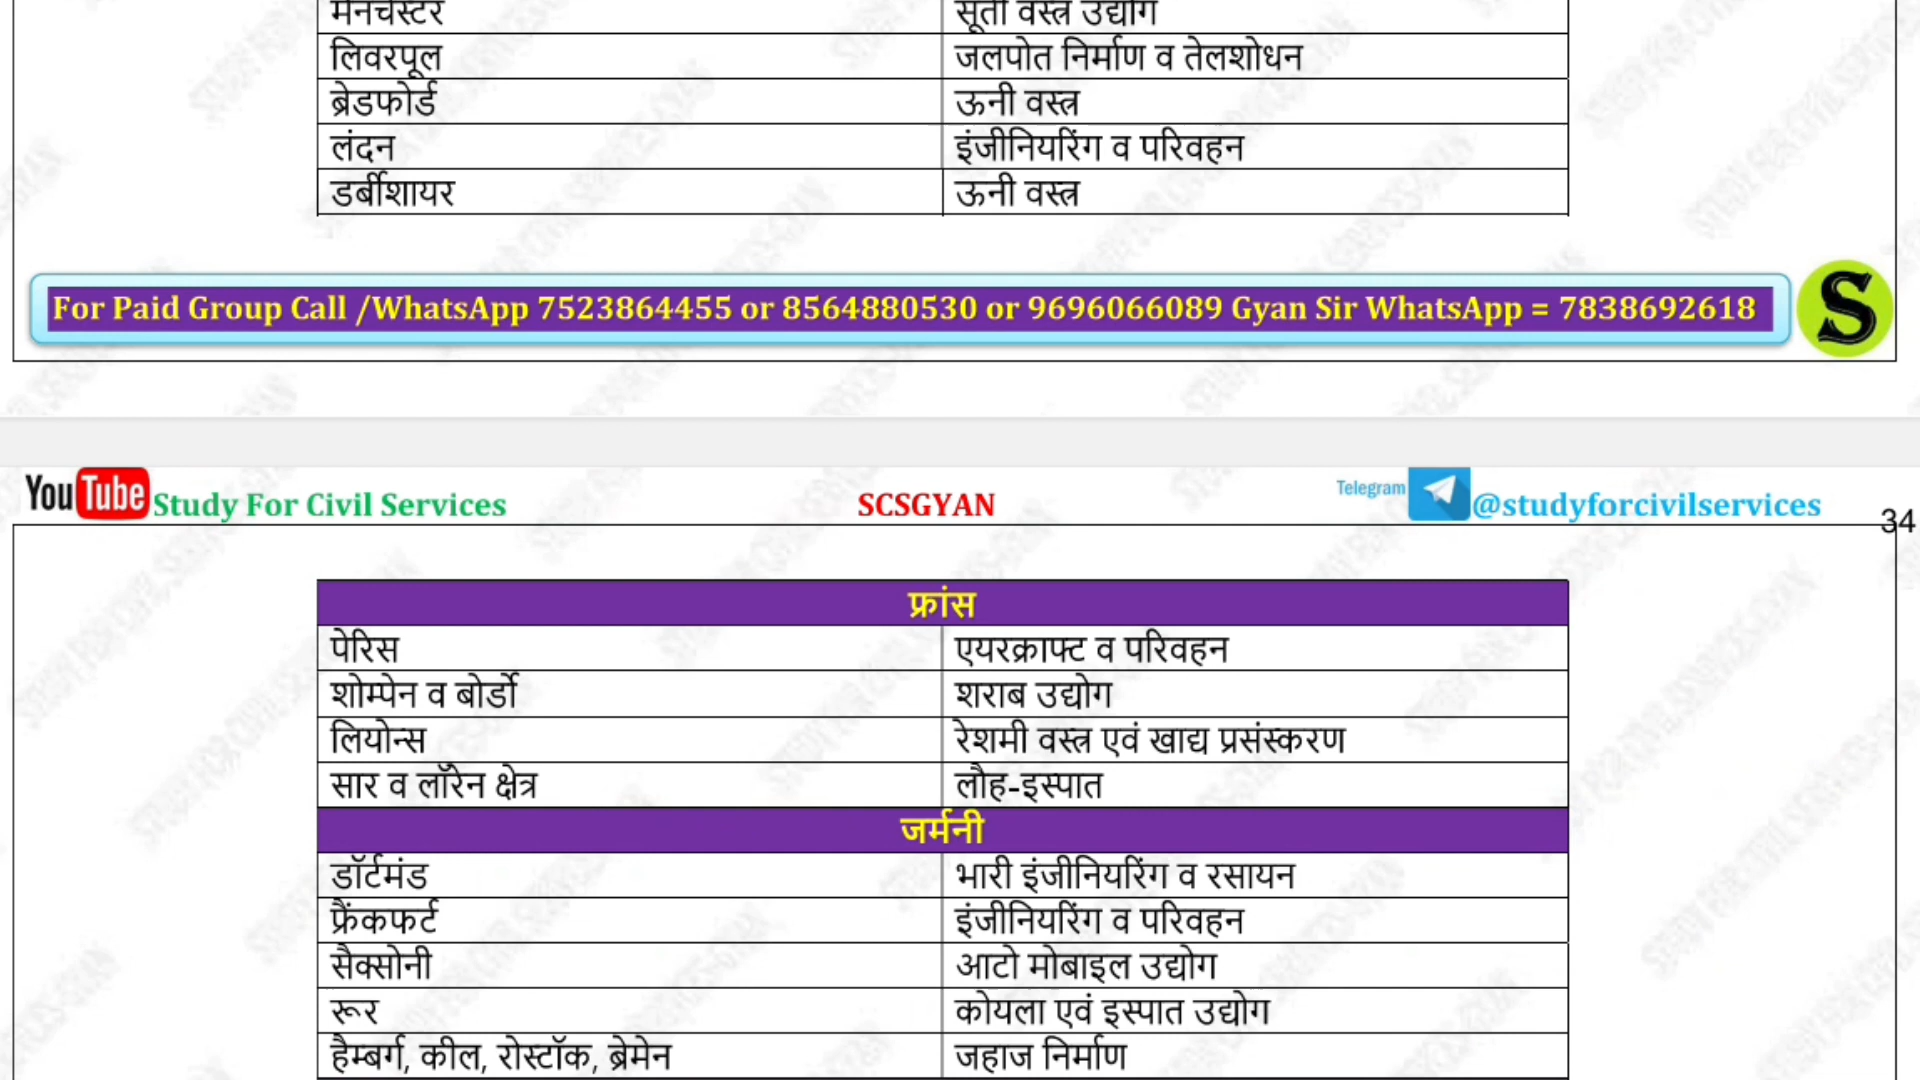 मैनचेस्टर सूती वस्त्र उद्योग
लिवरपूल जलपोत निर्माण व तेलशोधन
ब्रेडफोर्ड ऊनी वस्त्र
लंदन इंजीनियरिंग व परिवहन
डर्बीशायर ऊनी वस्त्र
For Paid Group Call /WhatsApp 7523864455 or 8564880530 or 9696066089 Gyan Sir WhatsApp = 7838692618
S
YouTube Study For Civil Services SCSGYAN Telegram @studyforcivilservices
34
फ्रांस
पेरिस एयरक्राफ्ट व परिवहन
शोम्पेन व बोर्डो शराब उद्योग
लियोन्स रेशमी वस्त्र एवं खाद्य प्रसंस्करण
सार व लॉरेन क्षेत्र लौह-इस्पात
जर्मनी
डॉर्टमंड भारी इंजीनियरिंग व रसायन
फ्रैंकफर्ट इंजीनियरिंग व परिवहन
सैक्सोनी आटो मोबाइल उद्योग
रूर कोयला एवं इस्पात उद्योग
हैम्बर्ग, कील, रोस्टॉक, ब्रेमेन जहाज निर्माण